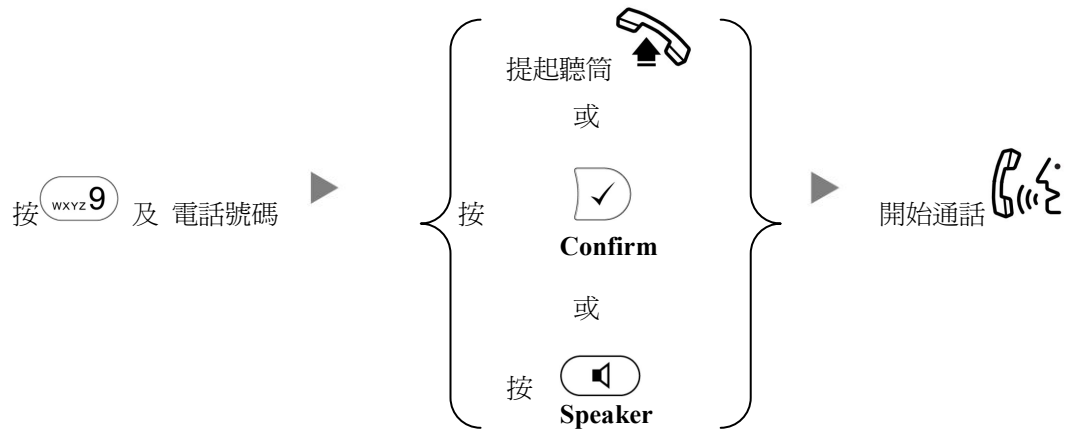 按 WXYZ 9 及 電話號碼
提起聽筒
或
按
Confirm
或
按
Speaker
開始通話